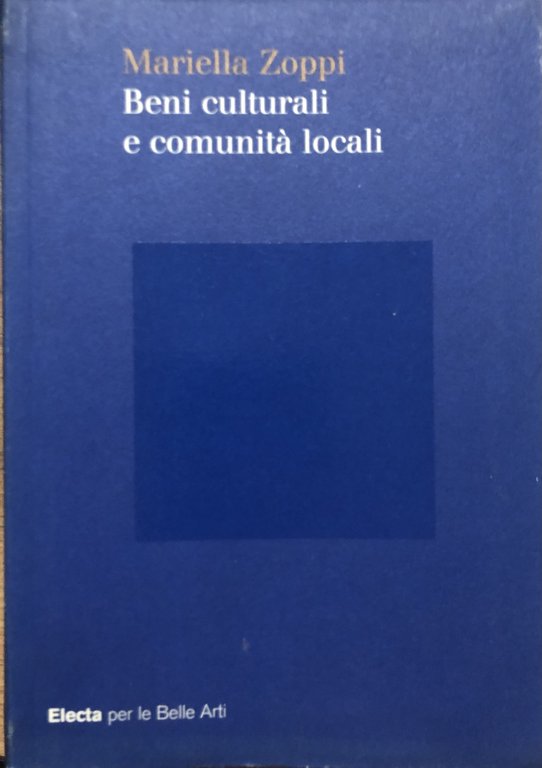 Mariella Zoppi
Beni culturali
e comunità locali
Electa per le Belle Arti